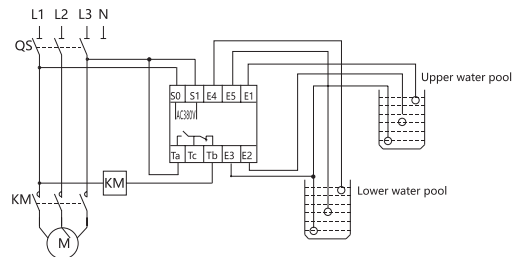 L1 L2 L3 N
QS
S0 S1 E4 E5 E1
AC380V
Ta Tc Tb E3 E2
Upper water pool
KM
KM
Lower water pool
M